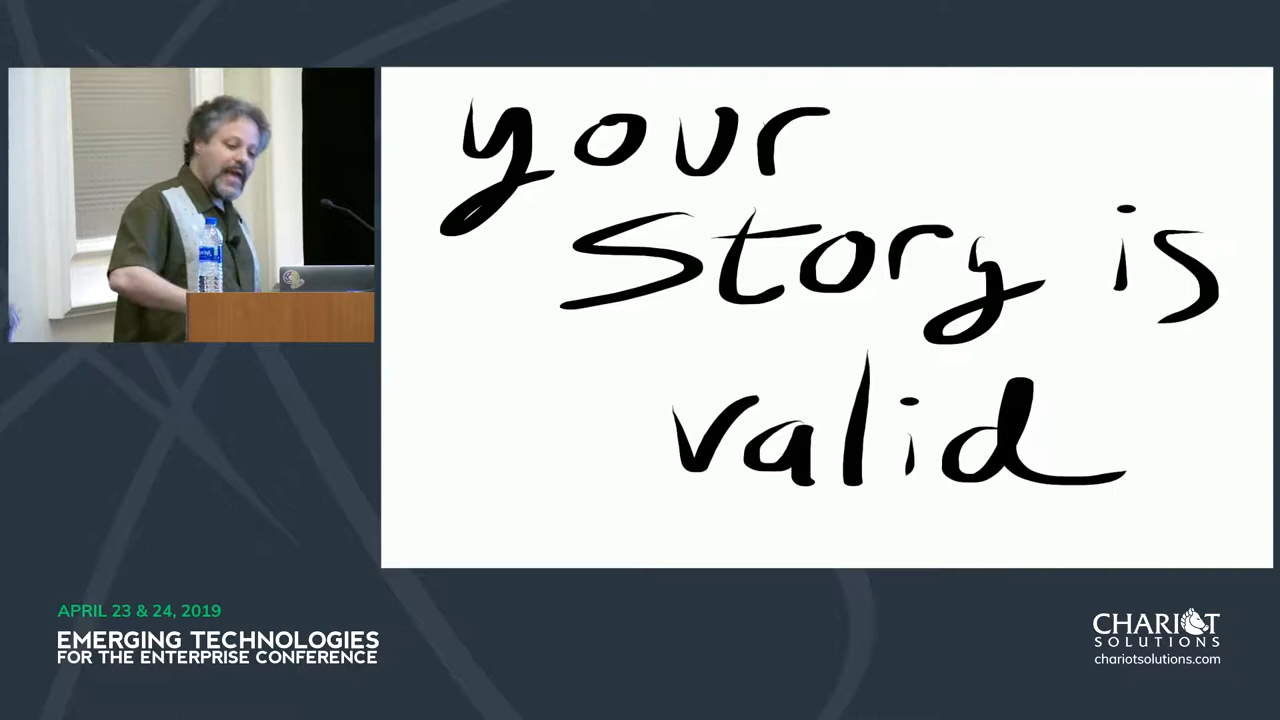 your
story is
valid
APRIL 23 & 24, 2019
EMERGING TECHNOLOGIES
FOR THE ENTERPRISE CONFERENCE
CHARIOT
SOLUTIONS
chariotsolutions.com